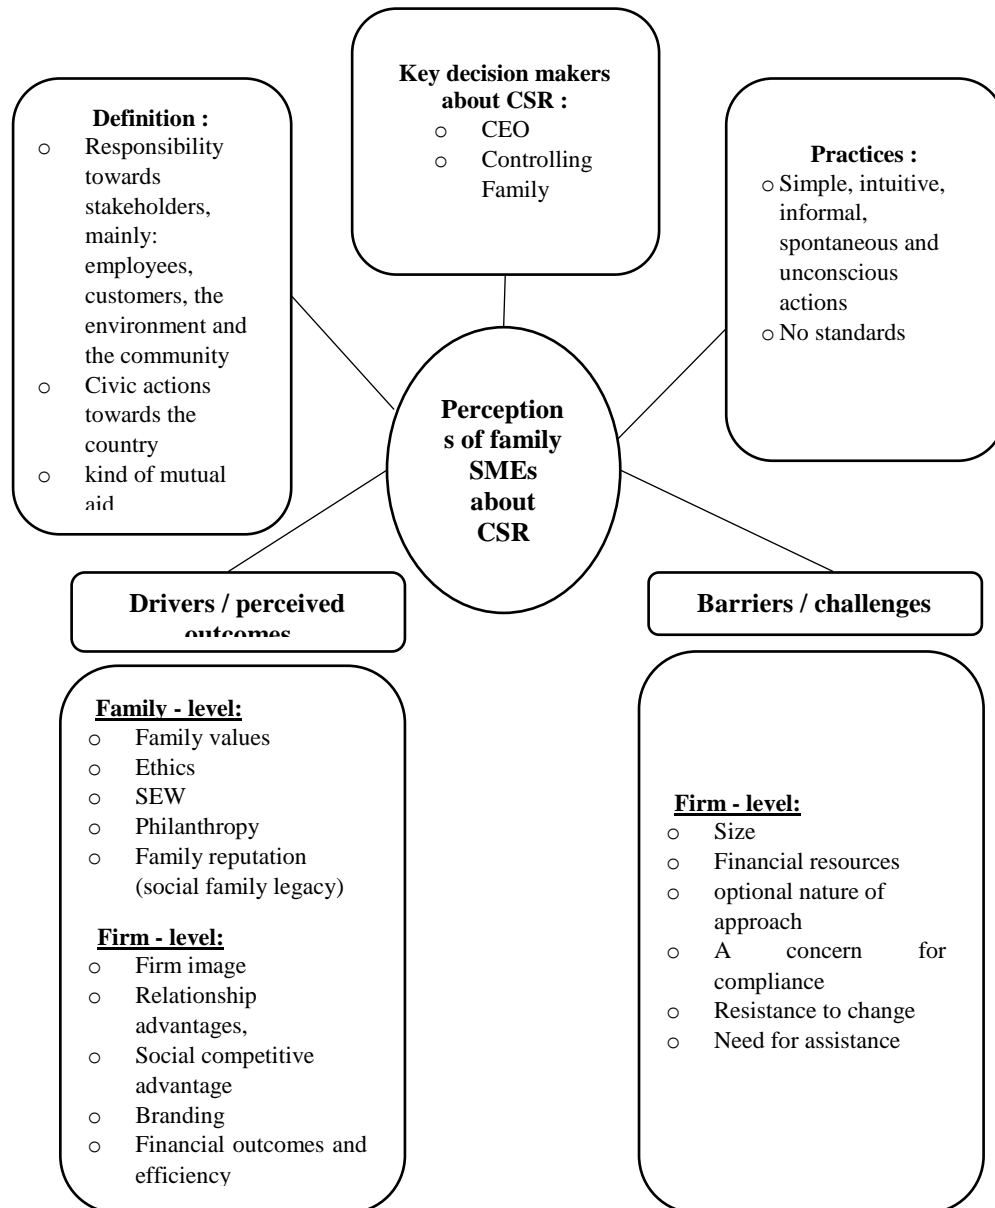 Key decision makers
about CSR :
o CEO
o Controlling
Family
Definition :
o Responsibility
towards
stakeholders,
mainly:
employees,
customers, the
environment and
the community
o Civic actions
towards the
country
o kind of mutual
aid
Practices :
o Simple, intuitive,
informal,
spontaneous and
unconscious
actions
o No standards
Perception
s of family
SMEs
about
CSR
Drivers / perceived
outcomes
Barriers / challenges
Family - level:
o Family values
o Ethics
o SEW
o Philanthropy
o Family reputation
(social family legacy)
Firm - level:
o Firm image
o Relationship
advantages,
o Social competitive
advantage
o Branding
o Financial outcomes and
efficiency
Firm - level:
o Size
o Financial resources
o optional nature of
approach
o A concern for
compliance
o Resistance to change
o Need for assistance